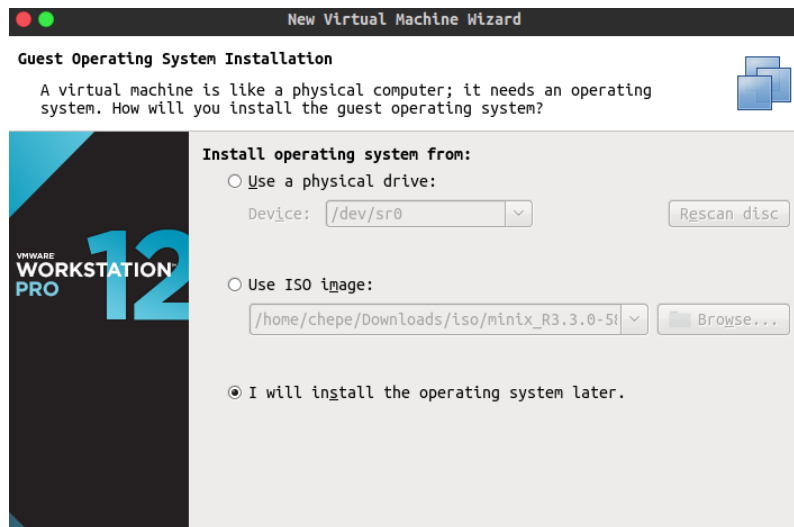 New Virtual Machine Wizard
Guest Operating System Installation
A virtual machine is like a physical computer; it needs an operating
system. How will you install the guest operating system?
Install operating system from:
Use a physical drive:
Device: /dev/sr0 Rescan disc
VMWARE
WORKSTATION™
PRO 12
Use ISO image:
/home/chepe/Downloads/iso/minix_R3.3.0-58 Browse...
I will install the operating system later.